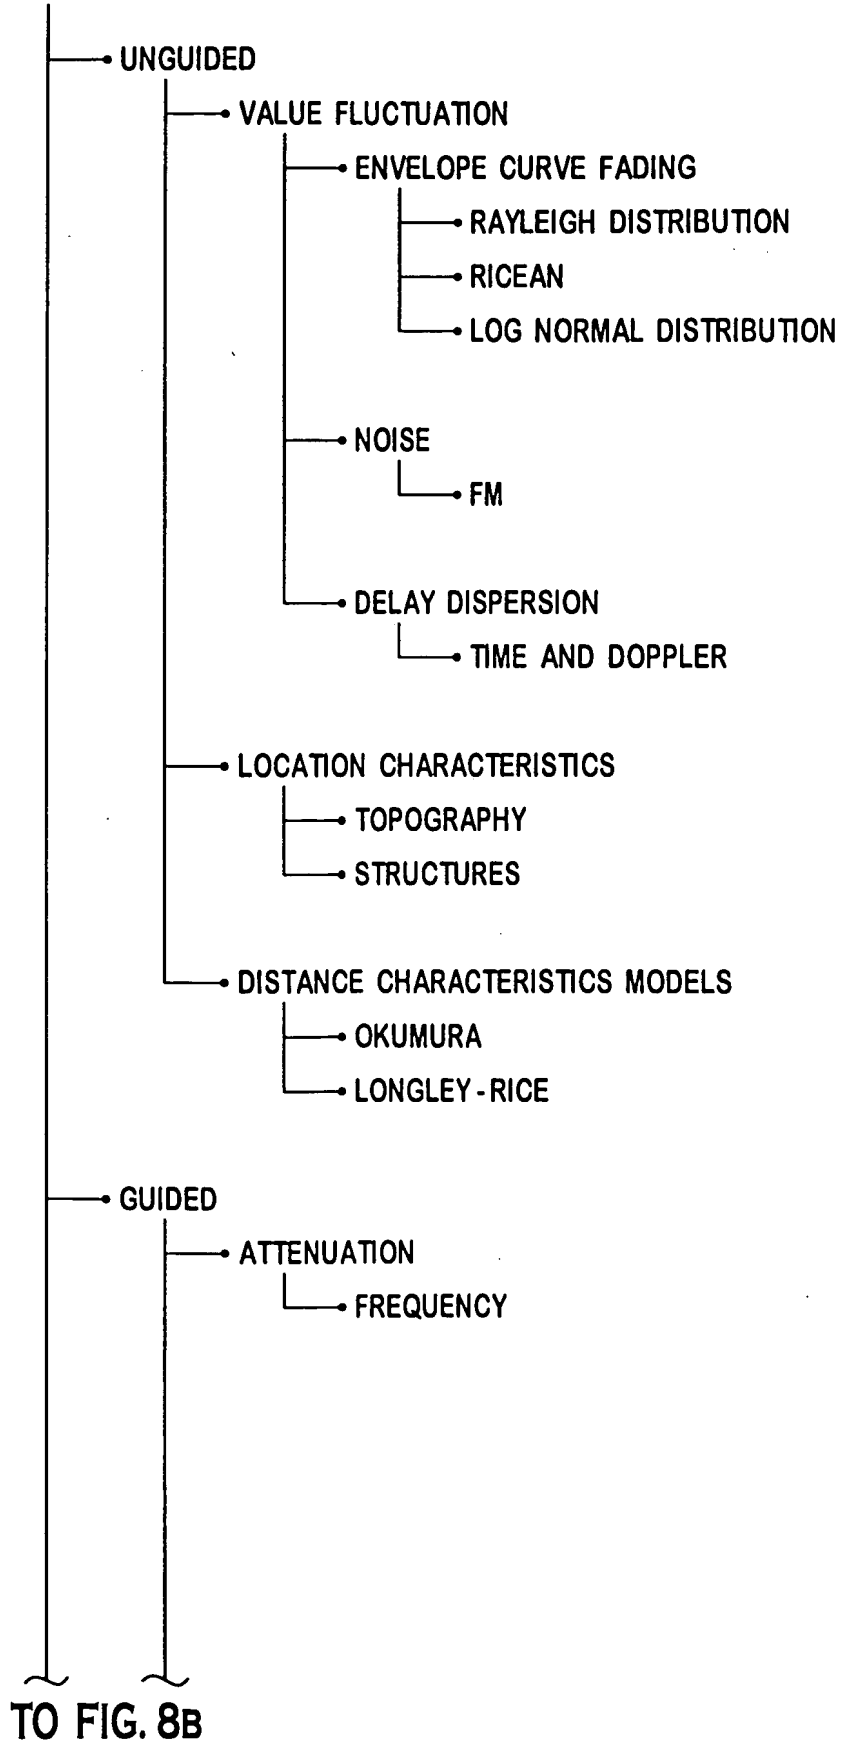 UNGUIDED
VALUE FLUCTUATION
ENVELOPE CURVE FADING
RAYLEIGH DISTRIBUTION
RICEAN
LOG NORMAL DISTRIBUTION
NOISE
FM
DELAY DISPERSION
TIME AND DOPPLER
LOCATION CHARACTERISTICS
TOPOGRAPHY
STRUCTURES
DISTANCE CHARACTERISTICS MODELS
OKUMURA
LONGLEY-RICE
GUIDED
ATTENUATION
FREQUENCY
TO FIG. 8B